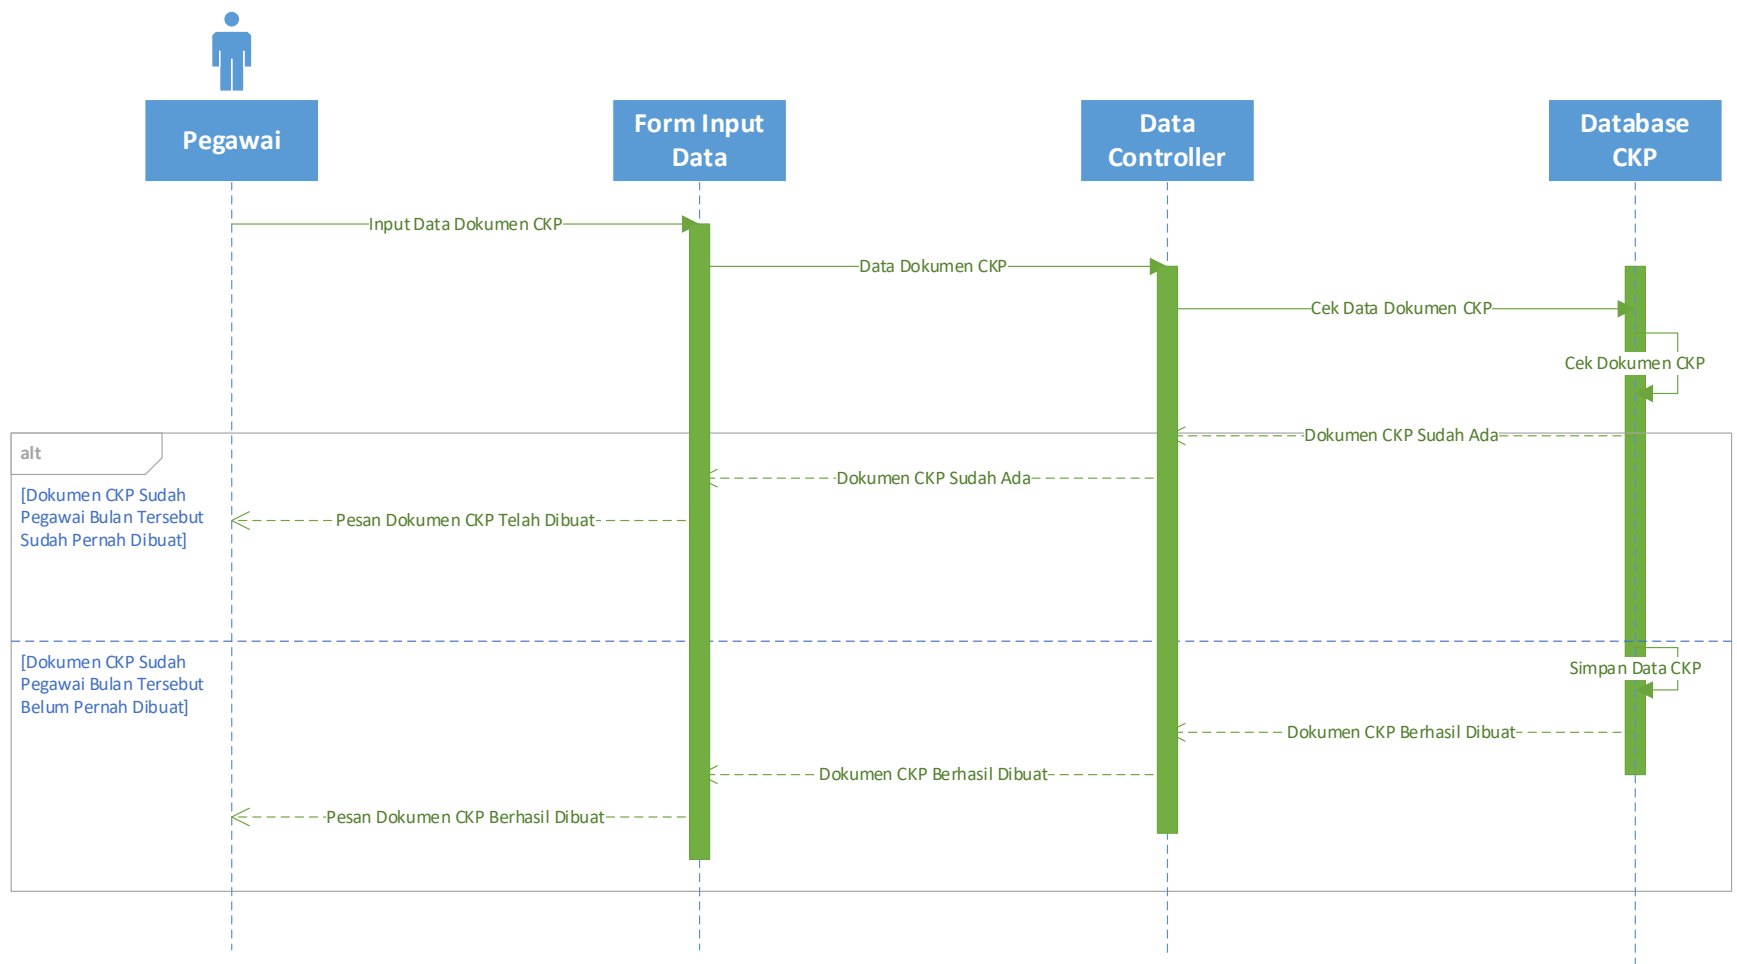 Pegawai
Form Input
Data
Data
Controller
Database
CKP
Input Data Dokumen CKP
Data Dokumen CKP
Cek Data Dokumen CKP
Cek Dokumen CKP
alt
Dokumen CKP Sudah Ada
Dokumen CKP Sudah Ada
[Dokumen CKP Sudah
Pegawai Bulan Tersebut
Sudah Pernah Dibuat]
Pesan Dokumen CKP Telah Dibuat
[Dokumen CKP Sudah
Pegawai Bulan Tersebut
Belum Pernah Dibuat]
Simpan Data CKP
Dokumen CKP Berhasil Dibuat
Dokumen CKP Berhasil Dibuat
Pesan Dokumen CKP Berhasil Dibuat